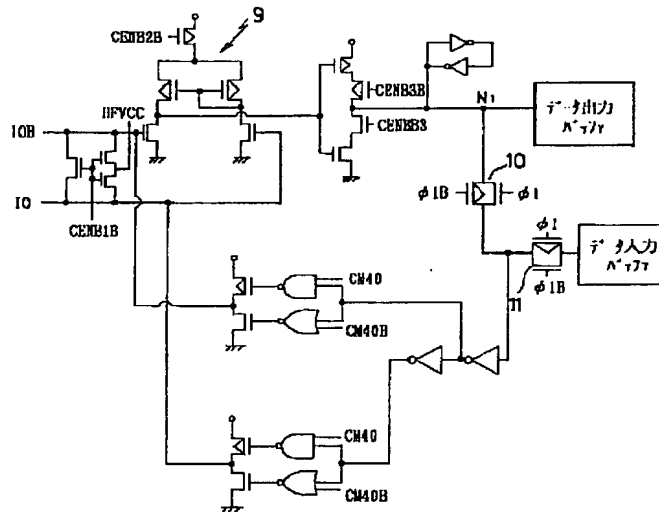 9
CENB2B
HFVCC
CENB3B
CENBB3
N1
データ出力
バッファ
IOB
IO
CENB1B
10
φ1B
φ1
φ1
データ入力
バッファ
φ1B
11
CM40
CM40B
CM40
CM40B